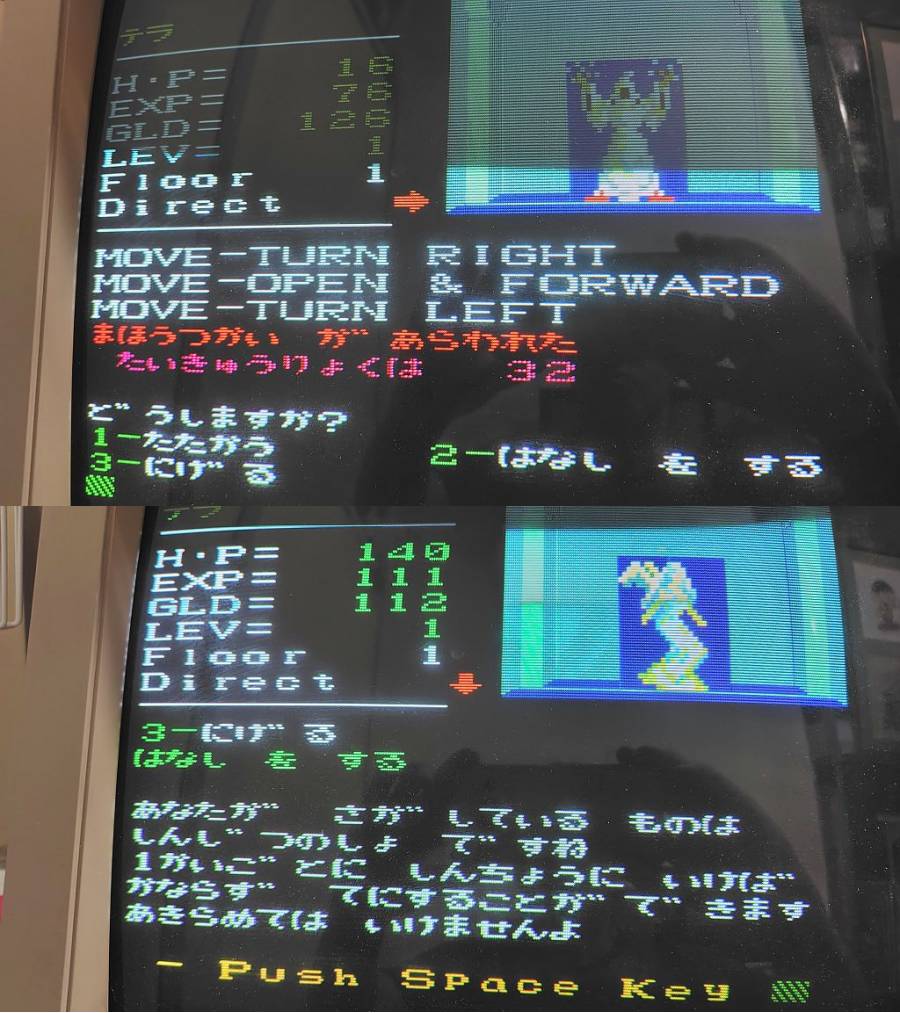 テラ
H・P= 16
EXP= 76
GLD= 126
LEV= 1
Floor 1
Direct ➡
MOVE-TURN RIGHT
MOVE-OPEN & FORWARD
MOVE-TURN LEFT
まほうつかい が あらわれた
たいきゅうりょくは 32
どうしますか?
1-たたかう 2-はなし を する
3-にげる
テラ
H・P= 140
EXP= 111
GLD= 112
LEV= 1
Floor 1
Direct ⬇
3-にげる
はなし を する
あなたが さがしている ものは
しんじつのしょ ですね
1かいごとに しんちょうに いけば
かならず てにすることが できます
あきらめては いけませんよ
- Push Space Key